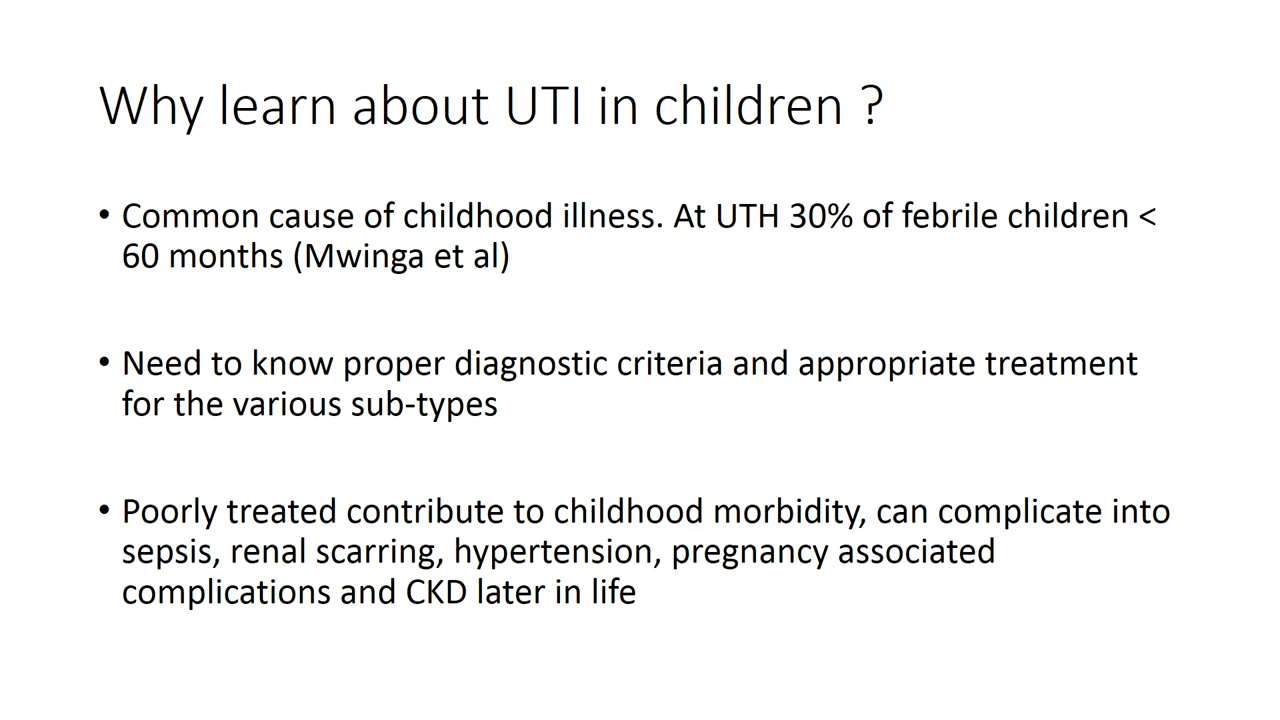 Why learn about UTI in children ?
• Common cause of childhood illness. At UTH 30% of febrile children <
60 months (Mwinga et al)
• Need to know proper diagnostic criteria and appropriate treatment
for the various sub-types
• Poorly treated contribute to childhood morbidity, can complicate into
sepsis, renal scarring, hypertension, pregnancy associated
complications and CKD later in life